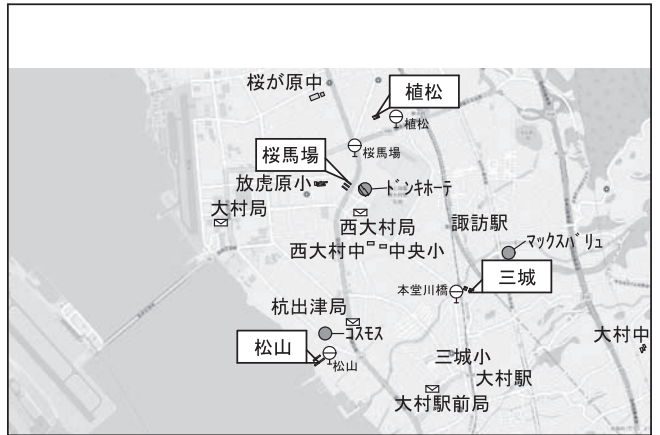 桜が原中
植松
植松
桜馬場
桜馬場
放虎原小
ドンキホーテ
大村局
西大村局
諏訪駅
マックスバリュ
西大村中
中央小
本堂川橋
三城
杭出津局
コスモス
松山
松山
大村中
三城小
大村駅
大村駅前局